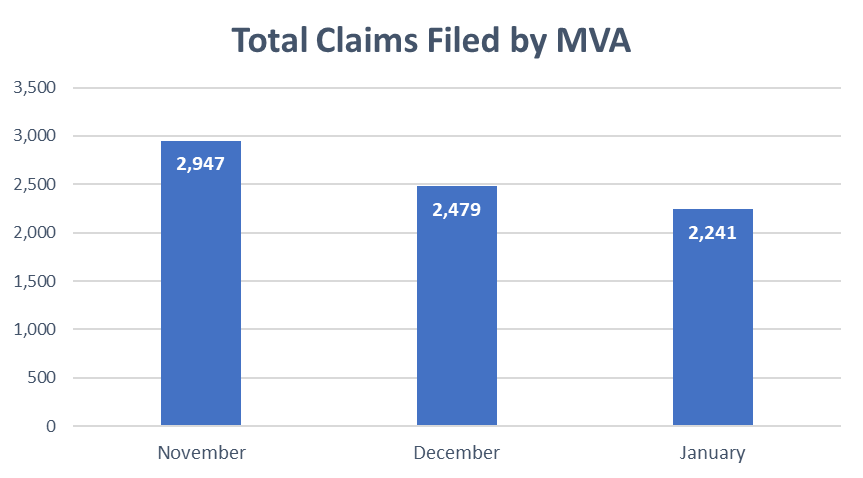 Total Claims Filed by MVA
3,500
3,000
2,500
2,000
1,500
1,000
500
0
2,947
2,479
2,241
November
December
January